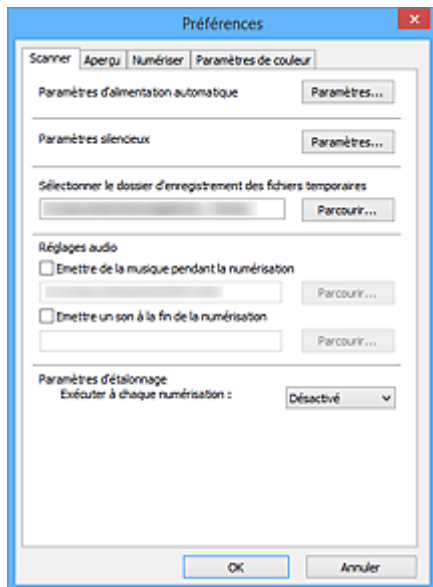 Préférences
Scanner Aperçu Numériser Paramètres de couleur
Paramètres d'alimentation automatique Paramètres...
Paramètres silencieux Paramètres...
Sélectionner le dossier d'enregistrement des fichiers temporaires
Parcourir...
Réglages audio
Emettre de la musique pendant la numérisation
Parcourir...
Emettre un son à la fin de la numérisation
Parcourir...
Paramètres d'étalonnage
Exécuter à chaque numérisation : Désactivé
OK Annuler